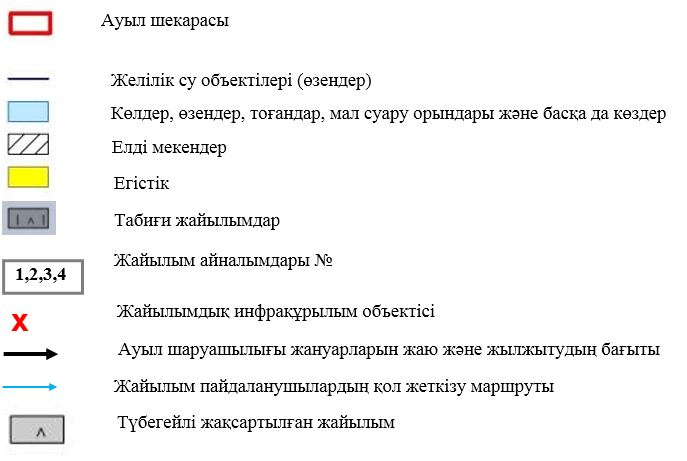 Ауыл шекарасы
Желілік су объектілері (өзендер)
Көлдер, өзендер, тоғандар, мал суару орындары және басқа да көздер
Елді мекендер
Егістік
Табиғи жайылымдар
1,2,3,4 Жайылым айналымдары №
X Жайылымдық инфрақұрылым объектісі
Ауыл шаруашылығы жануарларын жаю және жылжытудың бағыты
Жайылым пайдаланушылардың қол жеткізу маршруты
Түбегейлі жақсартылған жайылым